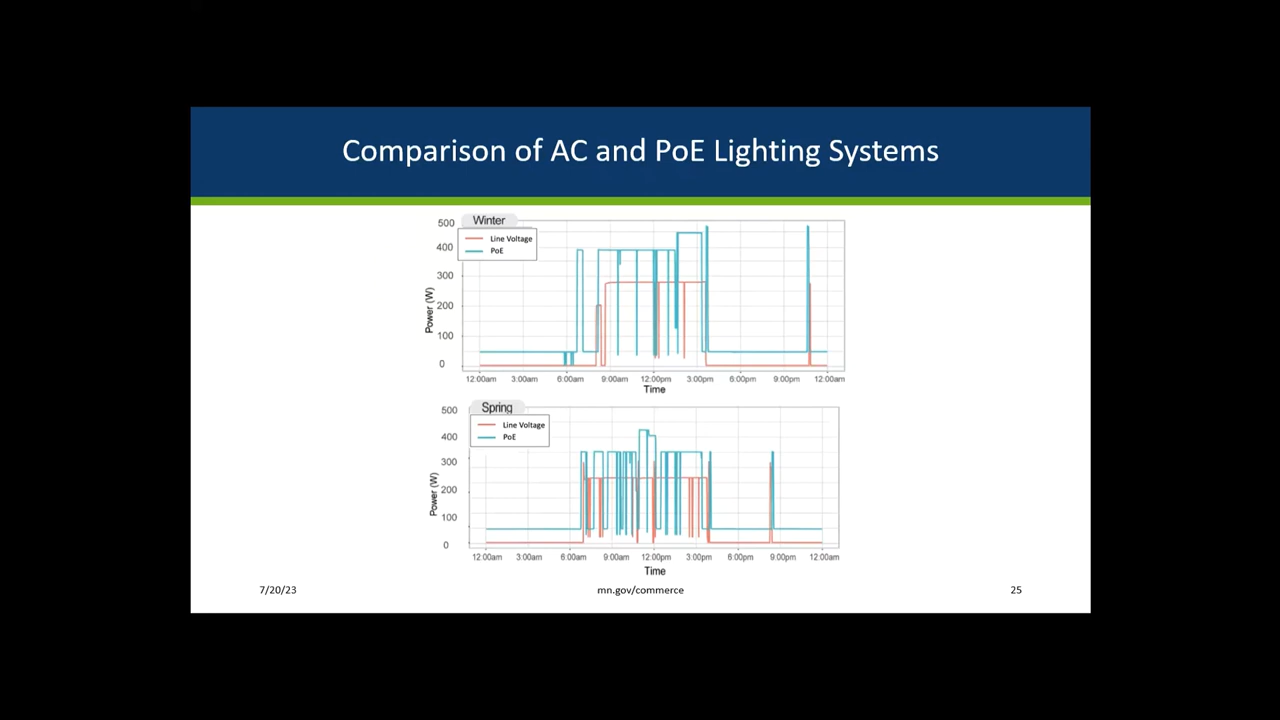 Comparison of AC and PoE Lighting Systems
Winter
Line Voltage
PoE
500
400
300
200
100
0
Power (W)
12:00am 3:00am 6:00am 9:00am 12:00pm 3:00pm 6:00pm 9:00pm 12:00am
Time
Spring
Line Voltage
PoE
500
400
300
200
100
0
Power (W)
12:00am 3:00am 6:00am 9:00am 12:00pm 3:00pm 6:00pm 9:00pm 12:00am
Time
7/20/23 mn.gov/commerce 25